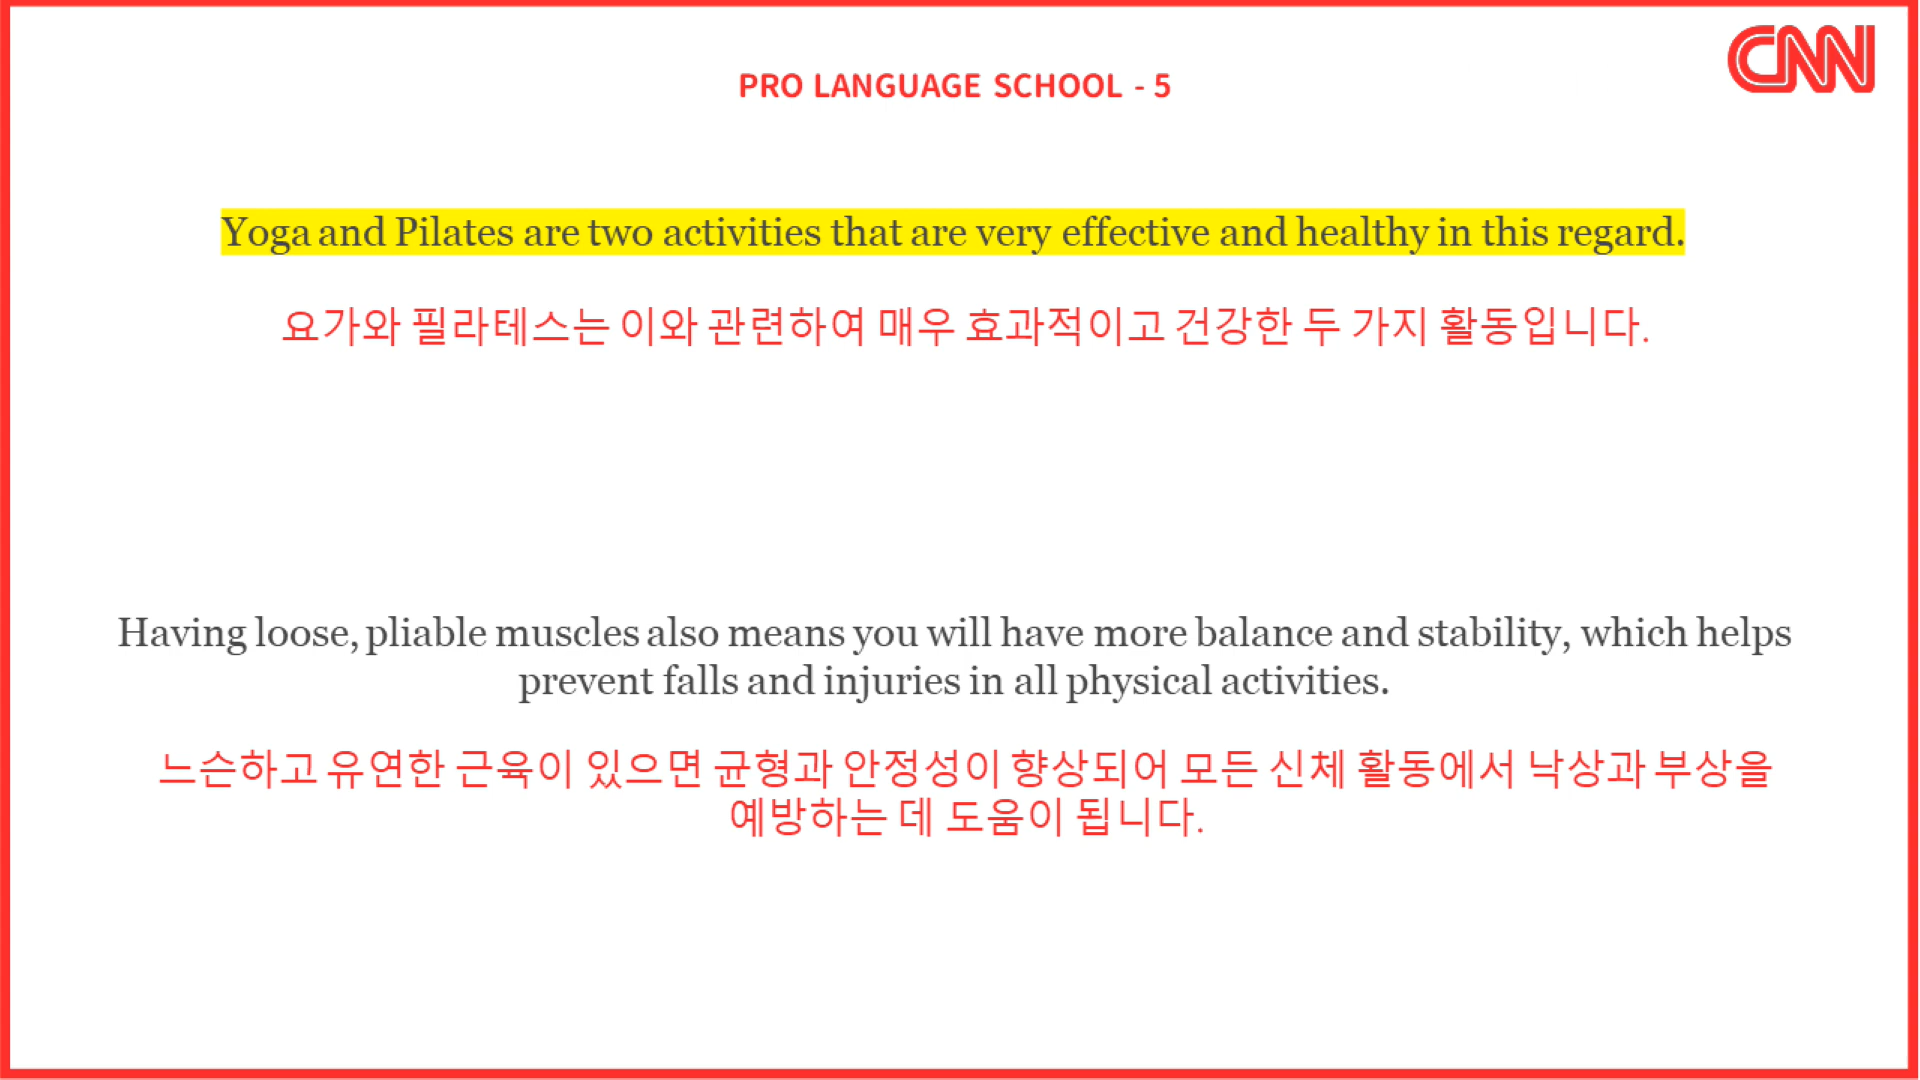 CNN
PRO LANGUAGE SCHOOL - 5
Yoga and Pilates are two activities that are very effective and healthy in this regard.
요가와 필라테스는 이와 관련하여 매우 효과적이고 건강한 두 가지 활동입니다.
Having loose, pliable muscles also means you will have more balance and stability, which helps
prevent falls and injuries in all physical activities.
느슨하고 유연한 근육이 있으면 균형과 안정성이 향상되어 모든 신체 활동에서 낙상과 부상을
예방하는 데 도움이 됩니다.